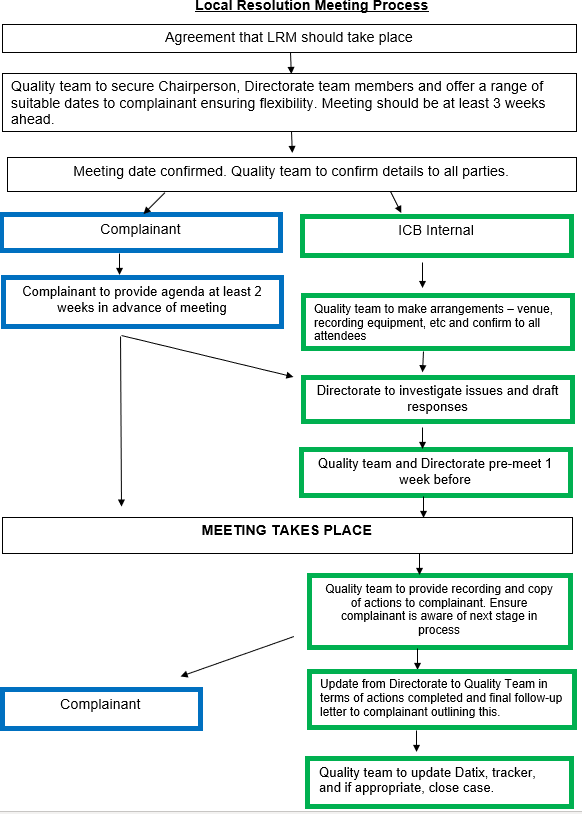 Local Resolution Meeting Process
Agreement that LRM should take place
Quality team to secure Chairperson, Directorate team members and offer a range of
suitable dates to complainant ensuring flexibility. Meeting should be at least 3 weeks
ahead.
Meeting date confirmed. Quality team to confirm details to all parties.
Complainant
ICB Internal
Complainant to provide agenda at least 2
weeks in advance of meeting
Quality team to make arrangements – venue,
recording equipment, etc and confirm to all
attendees
Directorate to investigate issues and draft
responses
Quality team and Directorate pre-meet 1
week before
MEETING TAKES PLACE
Quality team to provide recording and copy
of actions to complainant. Ensure
complainant is aware of next stage in
process
Complainant
Update from Directorate to Quality Team in
terms of actions completed and final follow-up
letter to complainant outlining this.
Quality team to update Datix, tracker,
and if appropriate, close case.